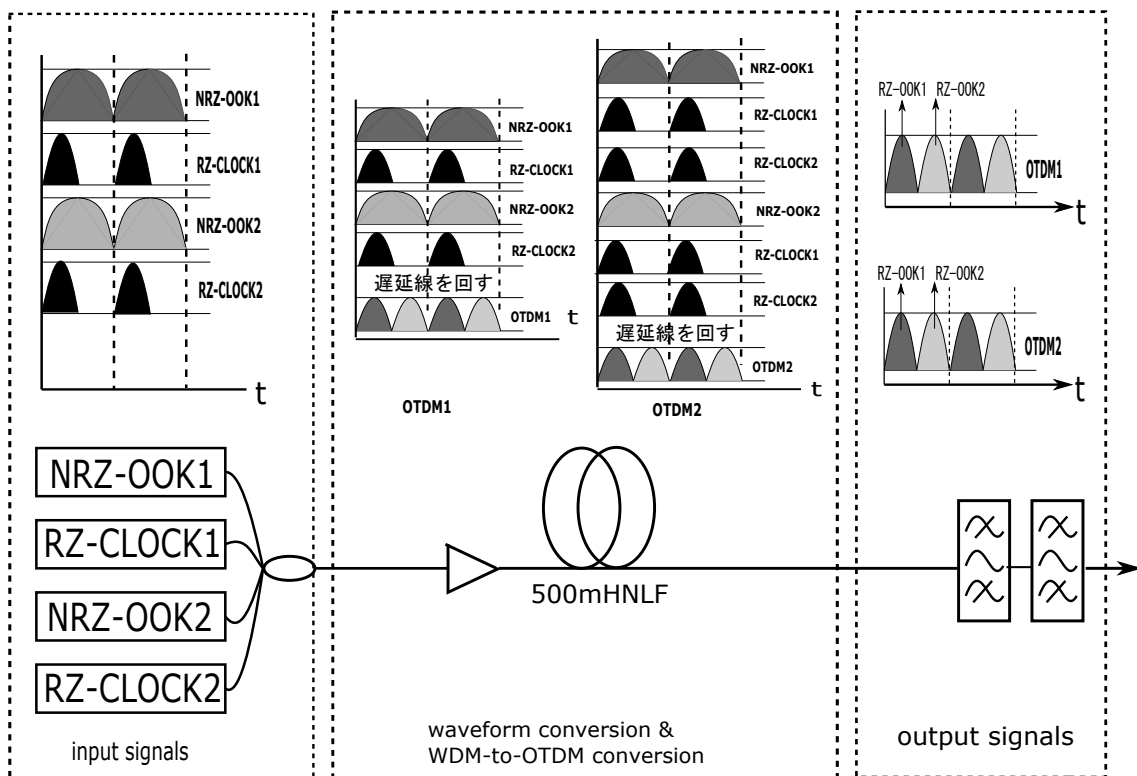 NRZ-OOK1
RZ-CLOCK1
NRZ-OOK2
RZ-CLOCK2
t
NRZ-OOK1
RZ-CLOCK1
NRZ-OOK2
RZ-CLOCK2
遅延線を回す
OTDM1
t
OTDM1
NRZ-OOK1
RZ-CLOCK1
RZ-CLOCK2
NRZ-OOK2
RZ-CLOCK1
RZ-CLOCK2
遅延線を回す
OTDM2
t
OTDM2
RZ-OOK1 RZ-OOK2
OTDM1
t
RZ-OOK1 RZ-OOK2
OTDM2
t
NRZ-OOK1
RZ-CLOCK1
NRZ-OOK2
RZ-CLOCK2
500mHNLF
input signals
waveform conversion &
WDM-to-OTDM conversion
output signals